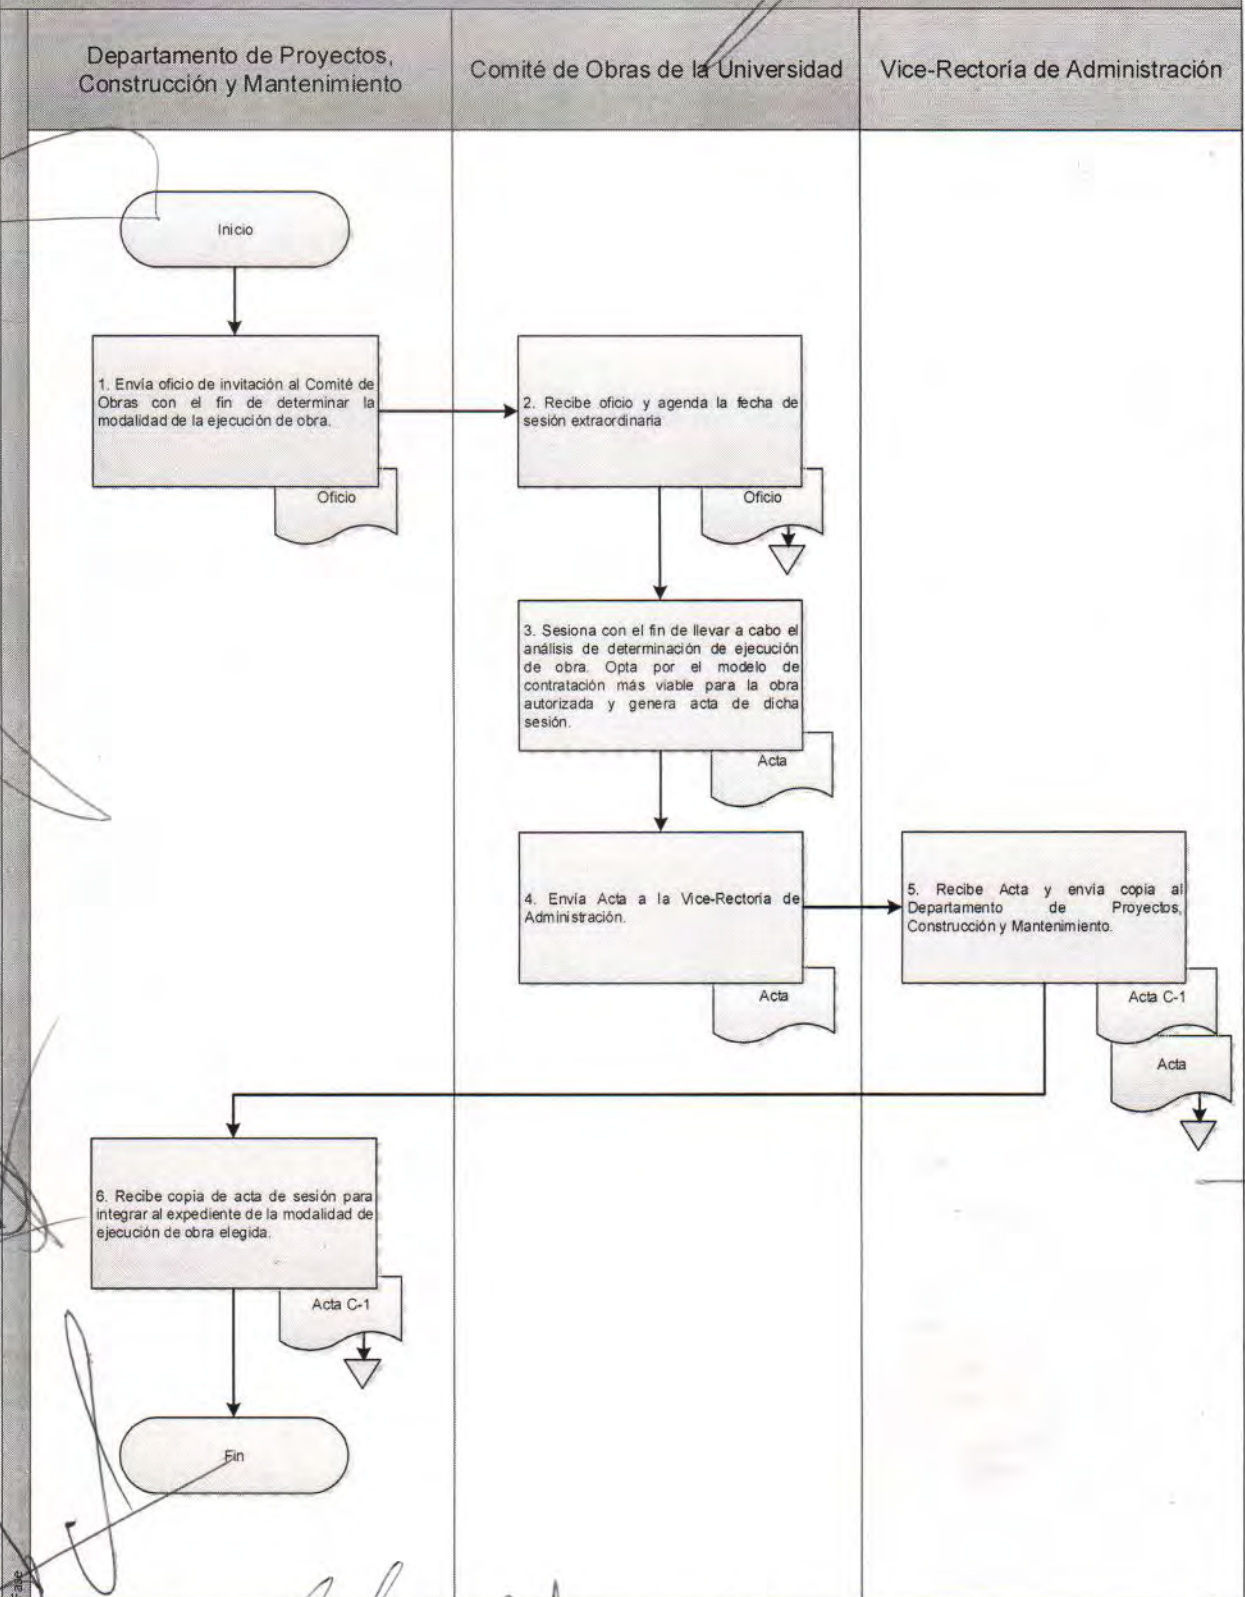 Departamento de Proyectos,
Construcción y Mantenimiento
Comité de Obras de la Universidad
Vice-Rectoría de Administración
Inicio
1. Envía oficio de invitación al Comité de
Obras con el fin de determinar la
modalidad de la ejecución de obra.
Oficio
2. Recibe oficio y agenda la fecha de
sesión extraordinaria
Oficio
3. Sesiona con el fin de llevar a cabo el
análisis de determinación de ejecución
de obra. Opta por el modelo de
contratación más viable para la obra
autorizada y genera acta de dicha
sesión.
Acta
4. Envía Acta a la Vice-Rectoría de
Administración.
Acta
5. Recibe Acta y envía copia al
Departamento de Proyectos,
Construcción y Mantenimiento.
Acta C-1
Acta
6. Recibe copia de acta de sesión para
integrar al expediente de la modalidad de
ejecución de obra elegida.
Acta C-1
Fin
Fase